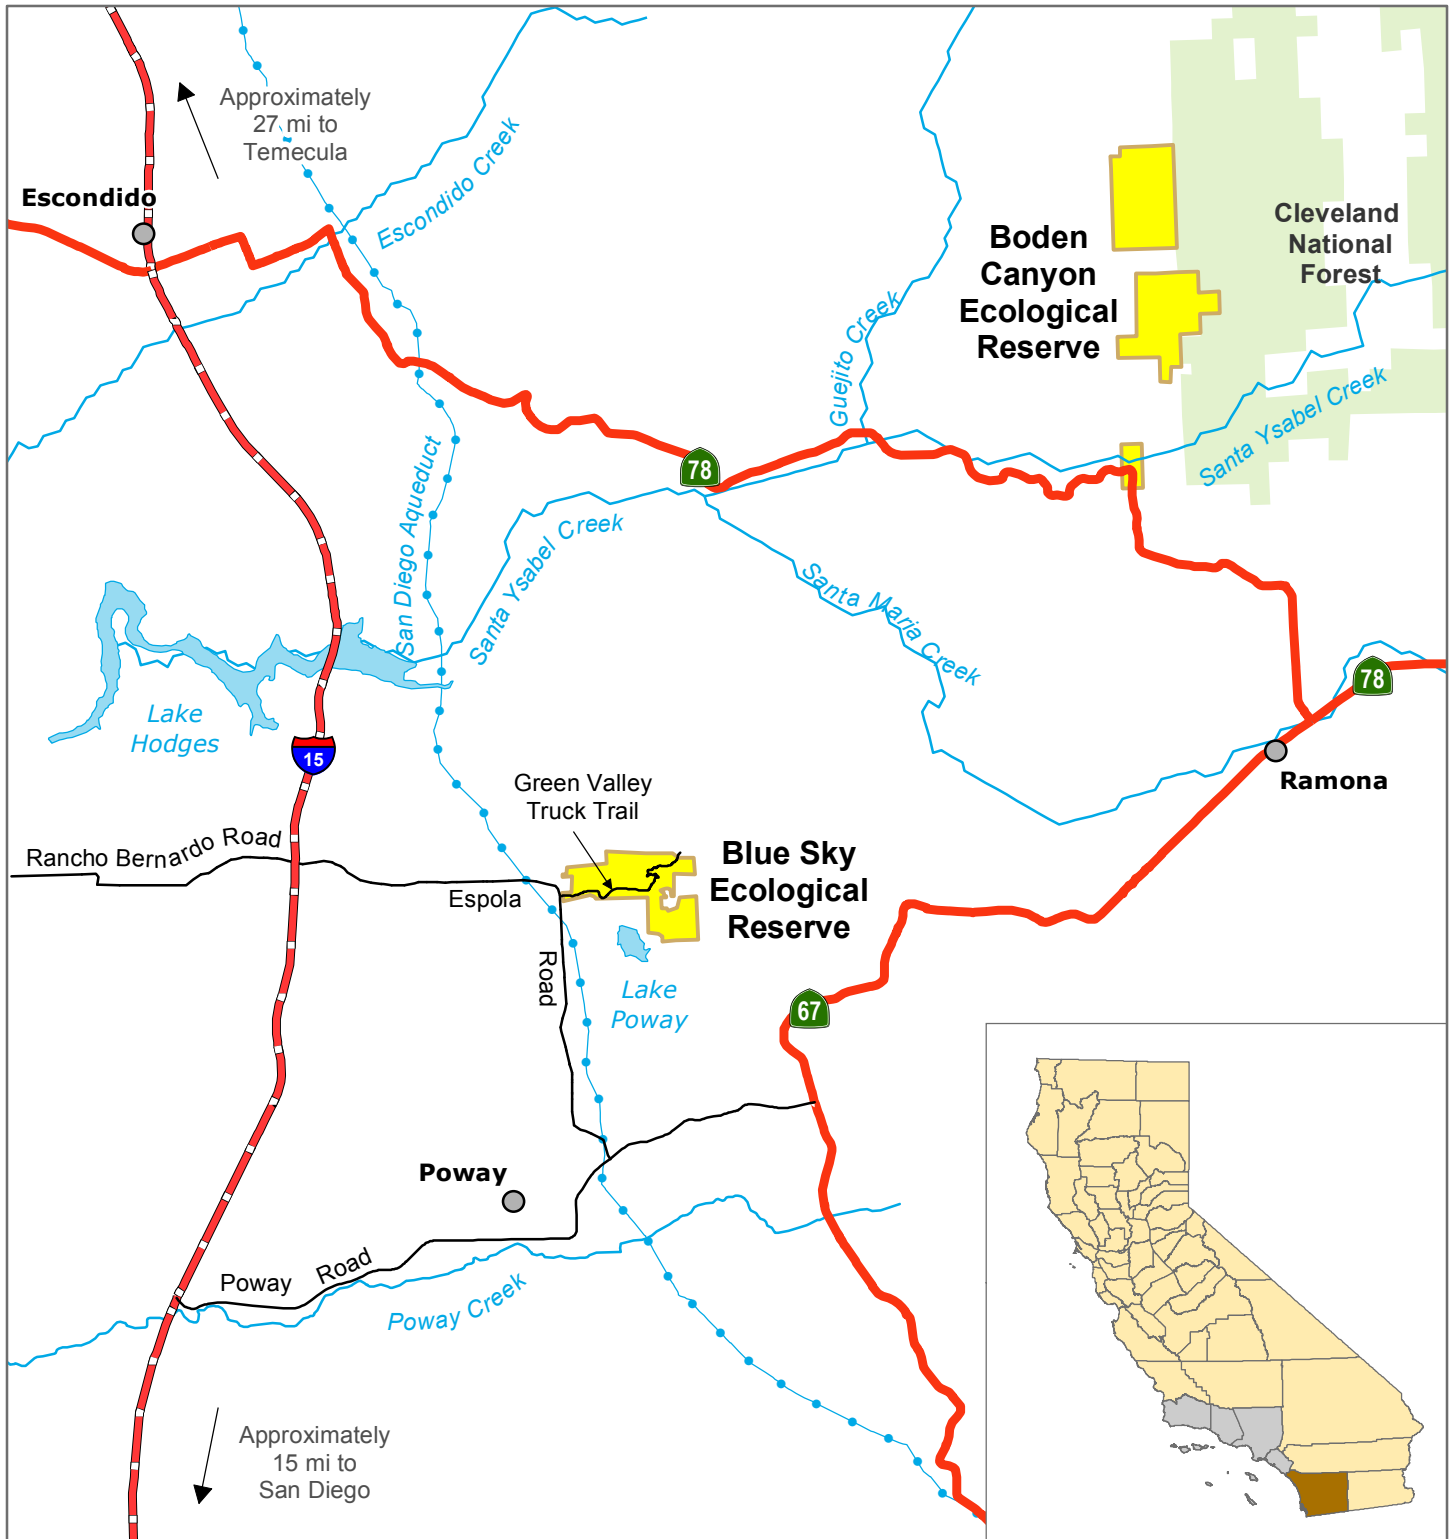 Approximately
27 mi to
Temecula
Escondido
Escondido Creek
Cleveland
National
Forest
Boden
Canyon
Ecological
Reserve
Guejito Creek
Santa Ysabel Creek
78
San Diego Aqueduct
Santa Ysabel Creek
Santa Maria Creek
78
Lake
Hodges
15
Ramona
Green Valley
Truck Trail
Rancho Bernardo Road
Blue Sky
Ecological
Reserve
Espola
Road
Lake
Poway
67
Poway
Poway Road
Poway Creek
Approximately
15 mi to
San Diego